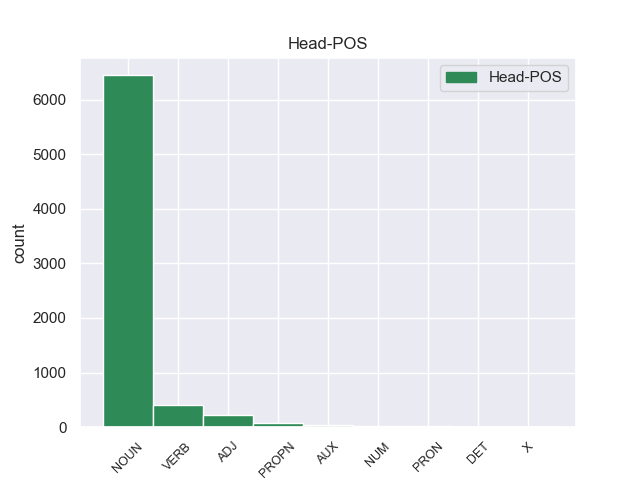 Head-POS
Head-POS
6000
5000
4000
3000
2000
1000
0
count
NOUN
VERB
ADJ
PROPN
AUX
NUM
PRON
DET
X